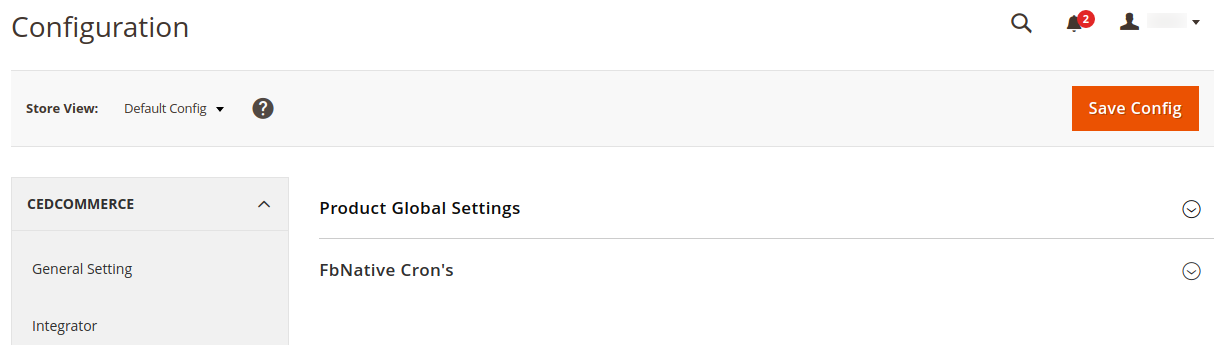 Configuration
2
Store View: Default Config ?
Save Config
CEDCOMMERCE
General Setting
Integrator
Product Global Settings
FbNative Cron's